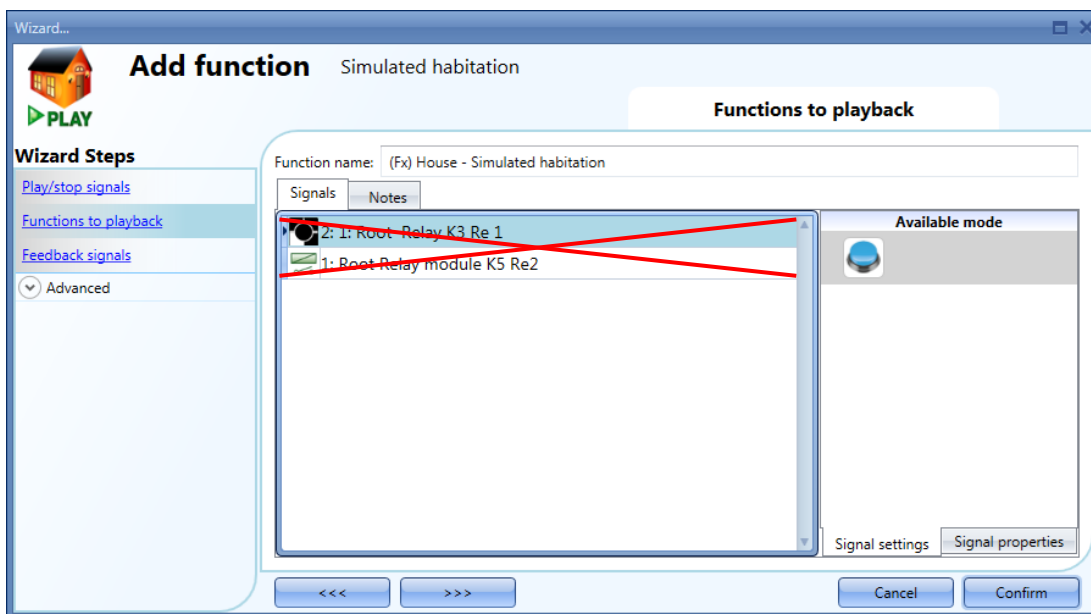 Wizard...
Add function Simulated habitation
PLAY
Functions to playback
Wizard Steps
Play/stop signals
Functions to playback
Feedback signals
Advanced
Function name: (Fx) House - Simulated habitation
Signals Notes
2: 1: Root Relay K3 Re 1
1: Root Relay module K5 Re2
Available mode
Signal settings Signal properties
<<< >>> Cancel Confirm